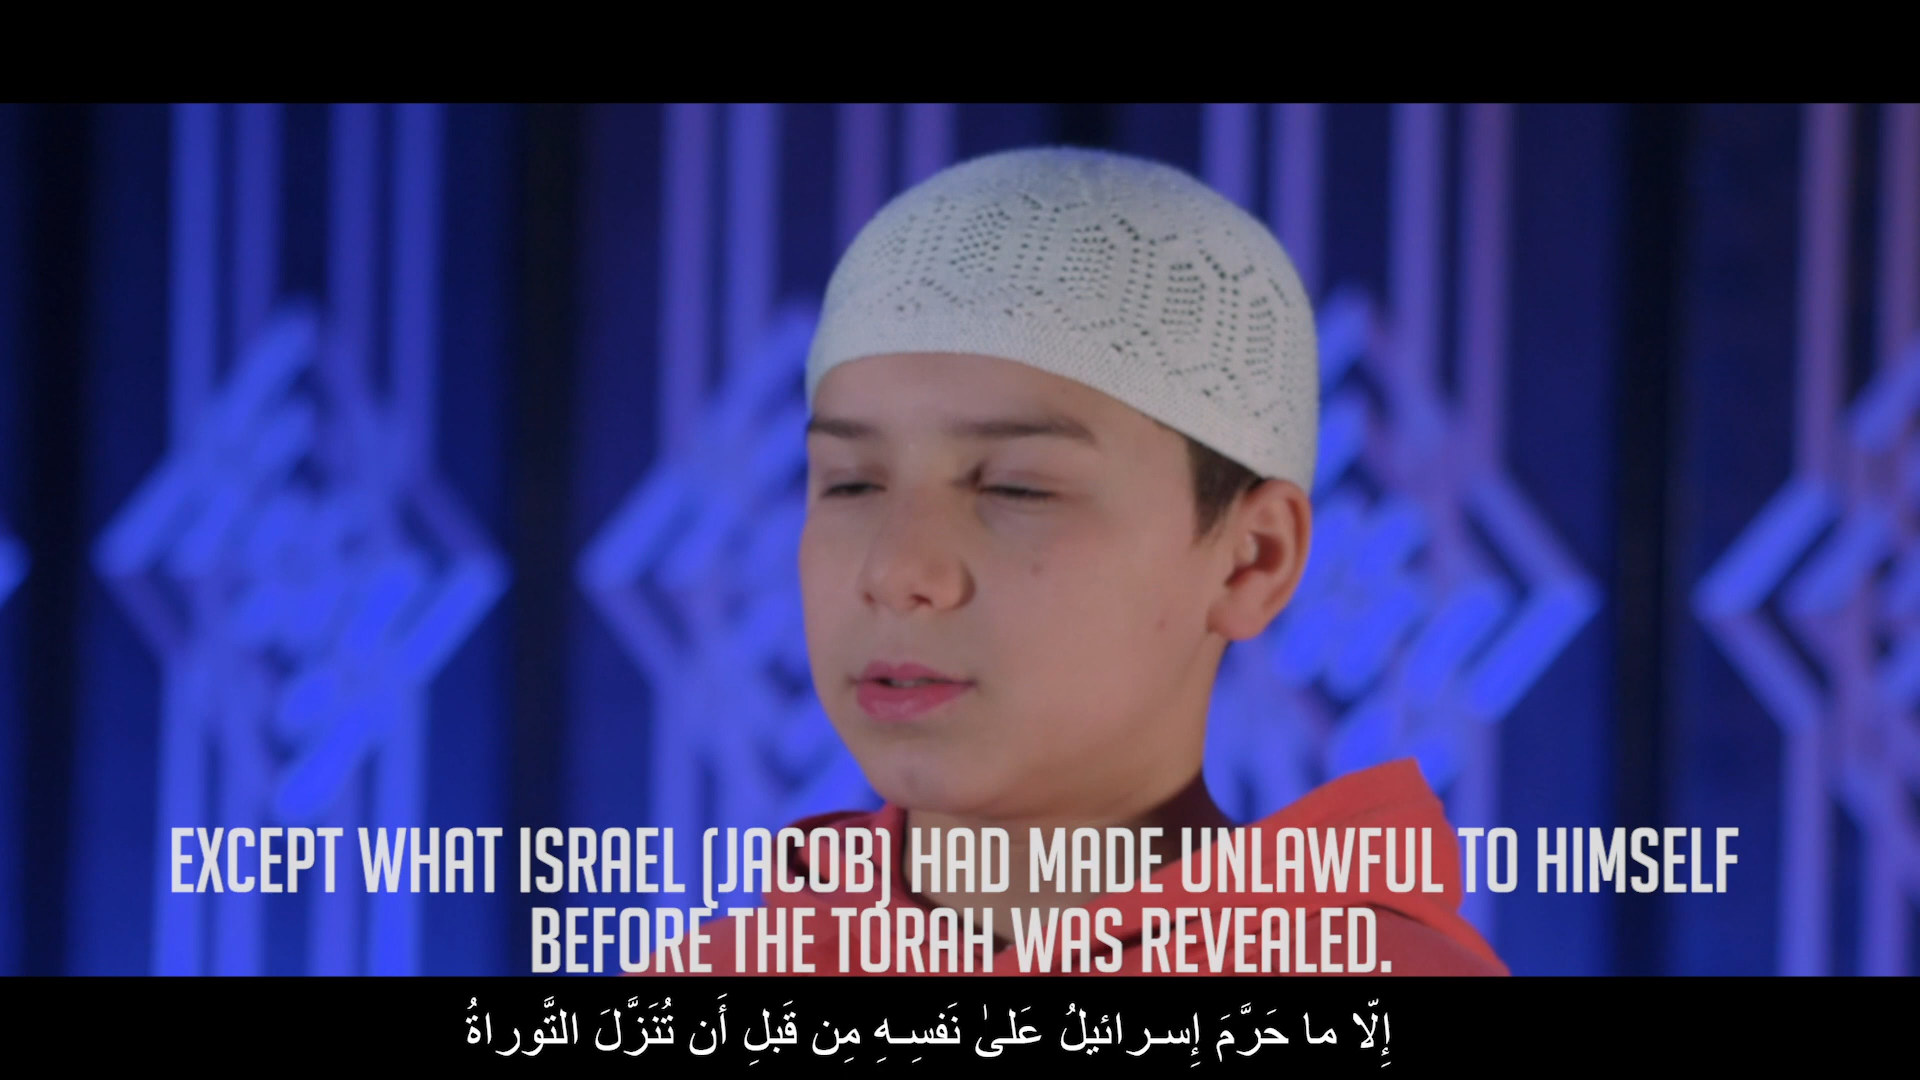 EXCEPT WHAT ISRAEL (JACOB) HAD MADE UNLAWFUL TO HIMSELF
BEFORE THE TORAH WAS REVEALED.
إِلّا ما حَرَّمَ إِسرائيلُ عَلىٰ نَفسِهِ مِن قَبلِ أَن تُنَزَّلَ التَّوراةُ